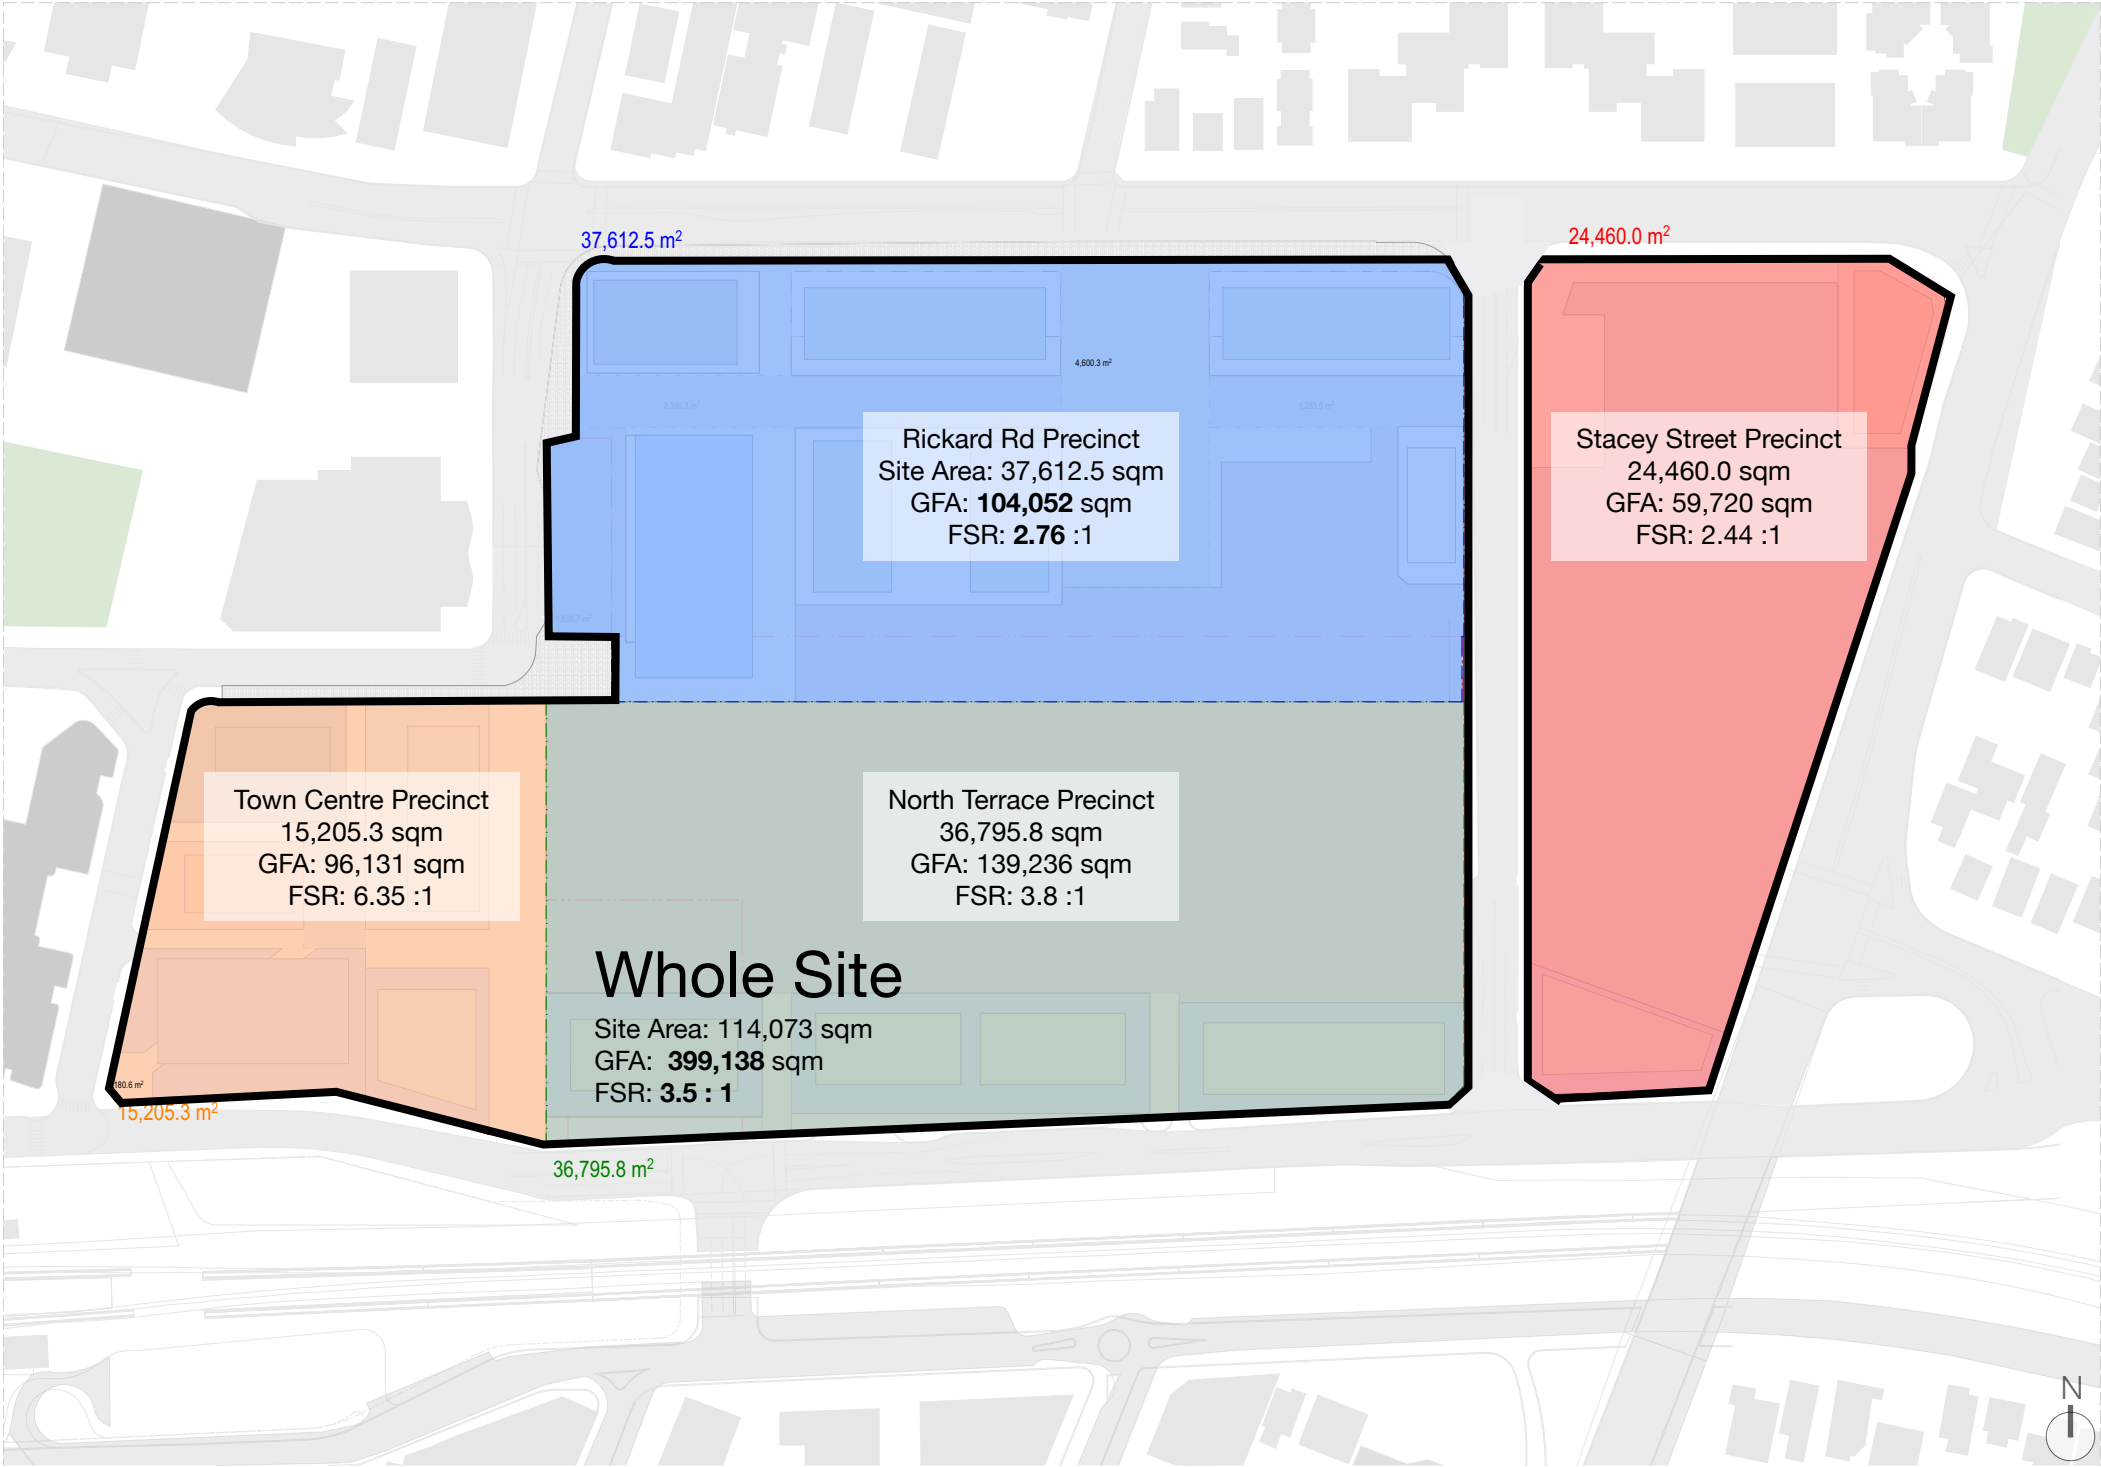 37,612.5 m²
24,460.0 m²
4,600.3 m²
2,396.3 m²
Rickard Rd Precinct
Site Area: 37,612.5 sqm
GFA: 104,052 sqm
FSR: 2.76 :1
Stacey Street Precinct
24,460.0 sqm
GFA: 59,720 sqm
FSR: 2.44 :1
Town Centre Precinct
15,205.3 sqm
GFA: 96,131 sqm
FSR: 6.35 :1
North Terrace Precinct
36,795.8 sqm
GFA: 139,236 sqm
FSR: 3.8 :1
Whole Site
Site Area: 114,073 sqm
GFA: 399,138 sqm
FSR: 3.5 : 1
180.6 m²
15,205.3 m²
36,795.8 m²
N